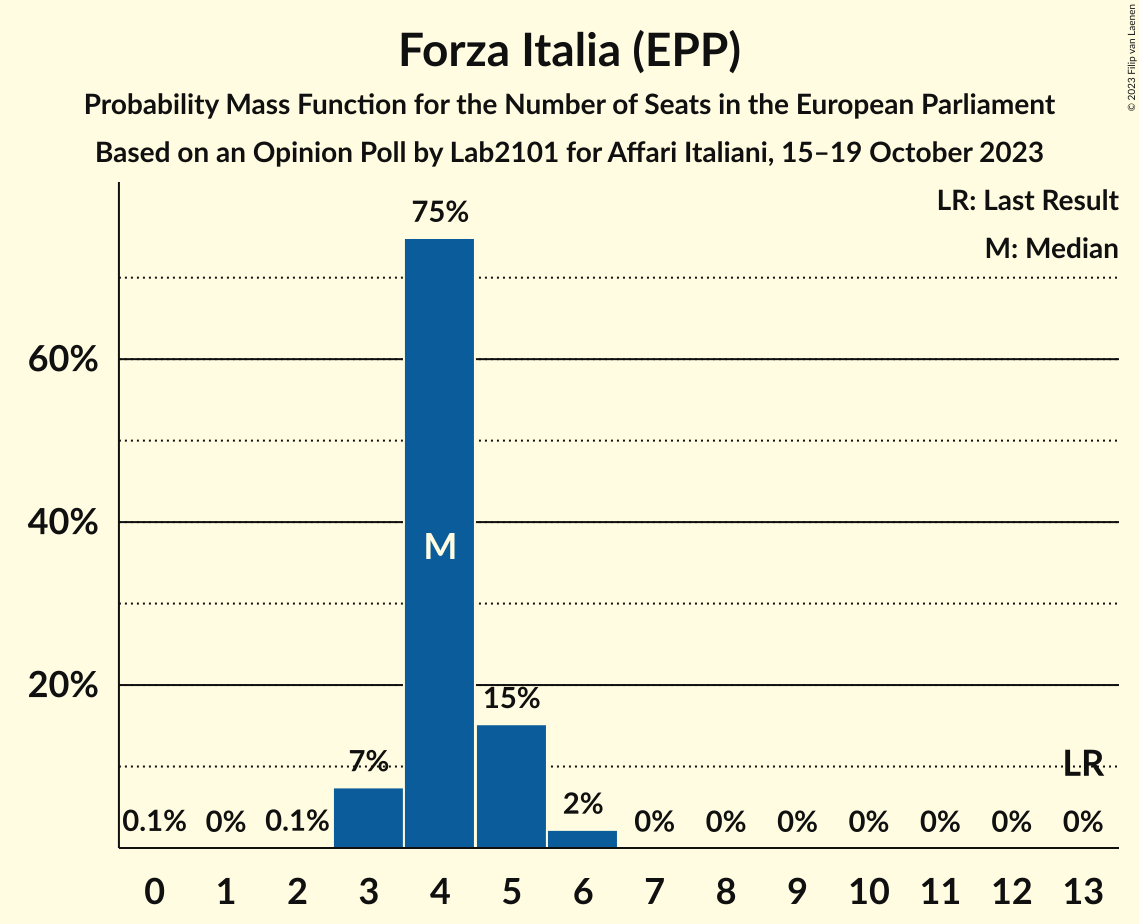 Forza Italia (EPP)
Probability Mass Function for the Number of Seats in the European Parliament
Based on an Opinion Poll by Lab2101 for Affari Italiani, 15–19 October 2023
© 2023 Filip van Laenen
LR: Last Result
M: Median
75%
60%
40%
M
20%
15%
7%
LR
2%
0.1% 0% 0.1% 0% 0% 0% 0% 0% 0% 0%
0 1 2 3 4 5 6 7 8 9 10 11 12 13